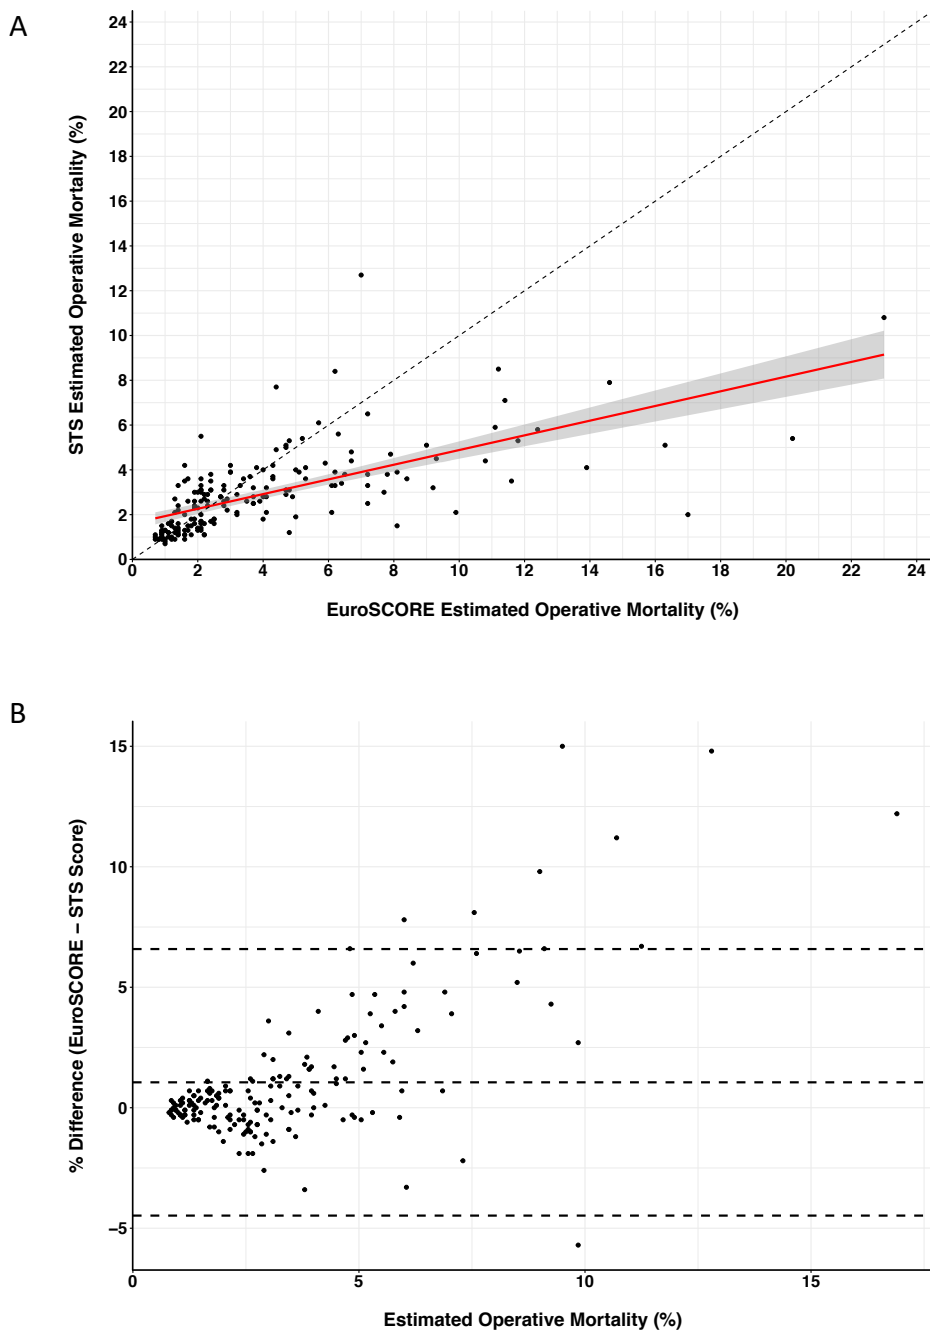 A
24
22
20
18
16
14
12
10
8
6
4
2
0
STS Estimated Operative Mortality (%)
0 2 4 6 8 10 12 14 16 18 20 22 24
EuroSCORE Estimated Operative Mortality (%)
B
15
10
5
0
−5
% Difference (EuroSCORE − STS Score)
0 5 10 15
Estimated Operative Mortality (%)